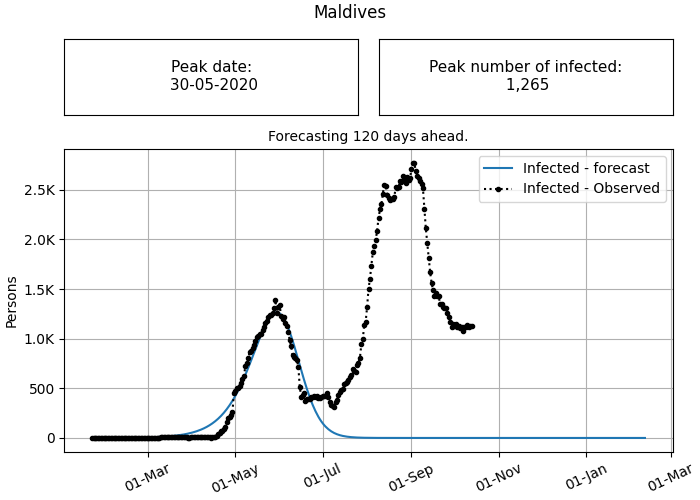 Maldives
Peak date:
30-05-2020
Peak number of infected:
1,265
Forecasting 120 days ahead.
Infected - forecast
Infected - Observed
Persons
2.5K
2.0K
1.5K
1.0K
500
0
01-Mar
01-May
01-Jul
01-Sep
01-Nov
01-Jan
01-Mar